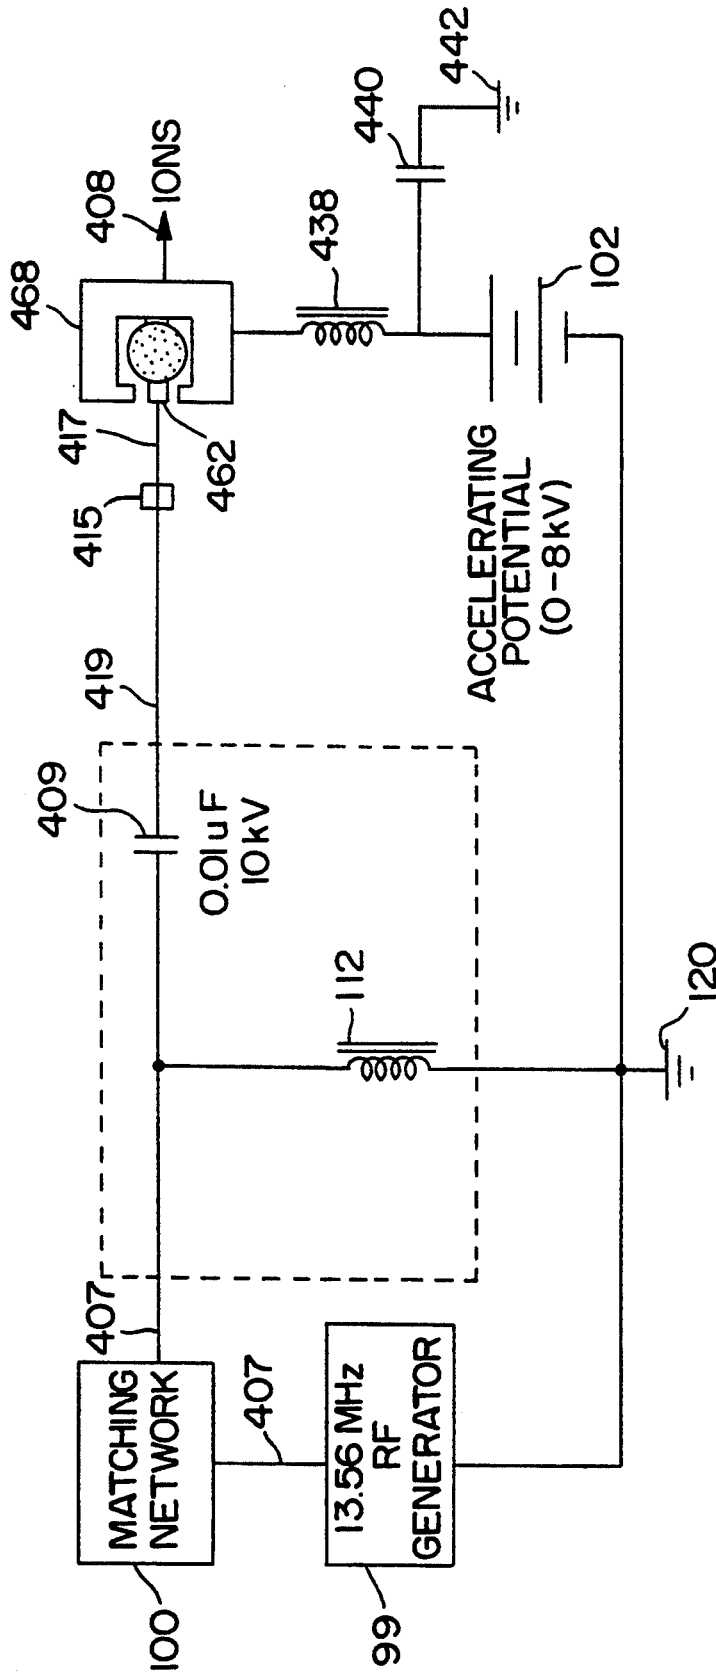 100
MATCHING
NETWORK
407
407
99
13.56 MHz
RF
GENERATOR
409
0.01uF
10kV
112
120
419
415
417
462
468
408
IONS
438
440
442
ACCELERATING
POTENTIAL
(0-8kV)
102